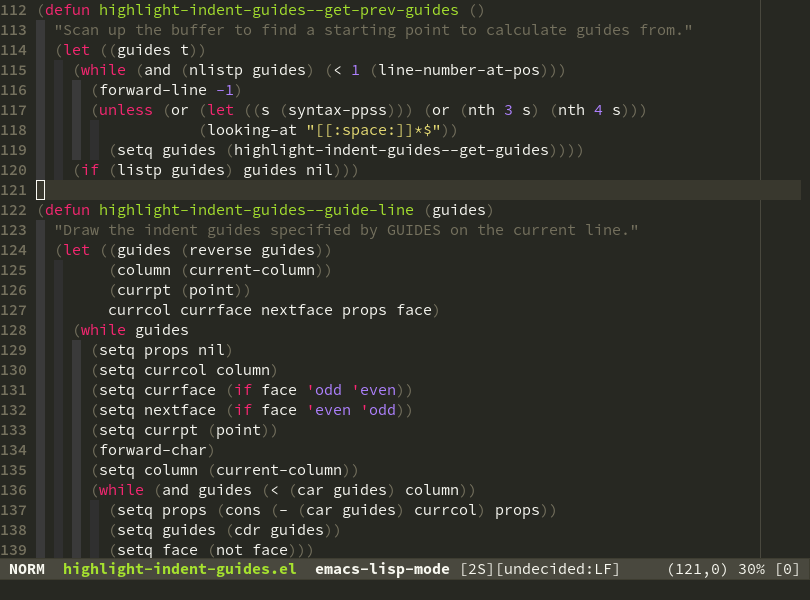 112 (defun highlight-indent-guides--get-prev-guides ()
113   "Scan up the buffer to find a starting point to calculate guides from."
114   (let ((guides t))
115     (while (and (nlistp guides) (< 1 (line-number-at-pos)))
116       (forward-line -1)
117       (unless (or (let ((s (syntax-ppss))) (or (nth 3 s) (nth 4 s)))
118                   (looking-at "[[:space:]]*$"))
119         (setq guides (highlight-indent-guides--get-guides))))
120     (if (listp guides) guides nil)))
121
122 (defun highlight-indent-guides--guide-line (guides)
123   "Draw the indent guides specified by GUIDES on the current line."
124   (let ((guides (reverse guides))
125         (column (current-column))
126         (currpt (point))
127         currcol currface nextface props face)
128     (while guides
129       (setq props nil)
130       (setq currcol column)
131       (setq currface (if face 'odd 'even))
132       (setq nextface (if face 'even 'odd))
133       (setq currpt (point))
134       (forward-char)
135       (setq column (current-column))
136       (while (and guides (< (car guides) column))
137         (setq props (cons (- (car guides) currcol) props))
138         (setq guides (cdr guides))
139         (setq face (not face)))
NORM  highlight-indent-guides.el  emacs-lisp-mode [2S][undecided:LF]     (121,0) 30% [0]